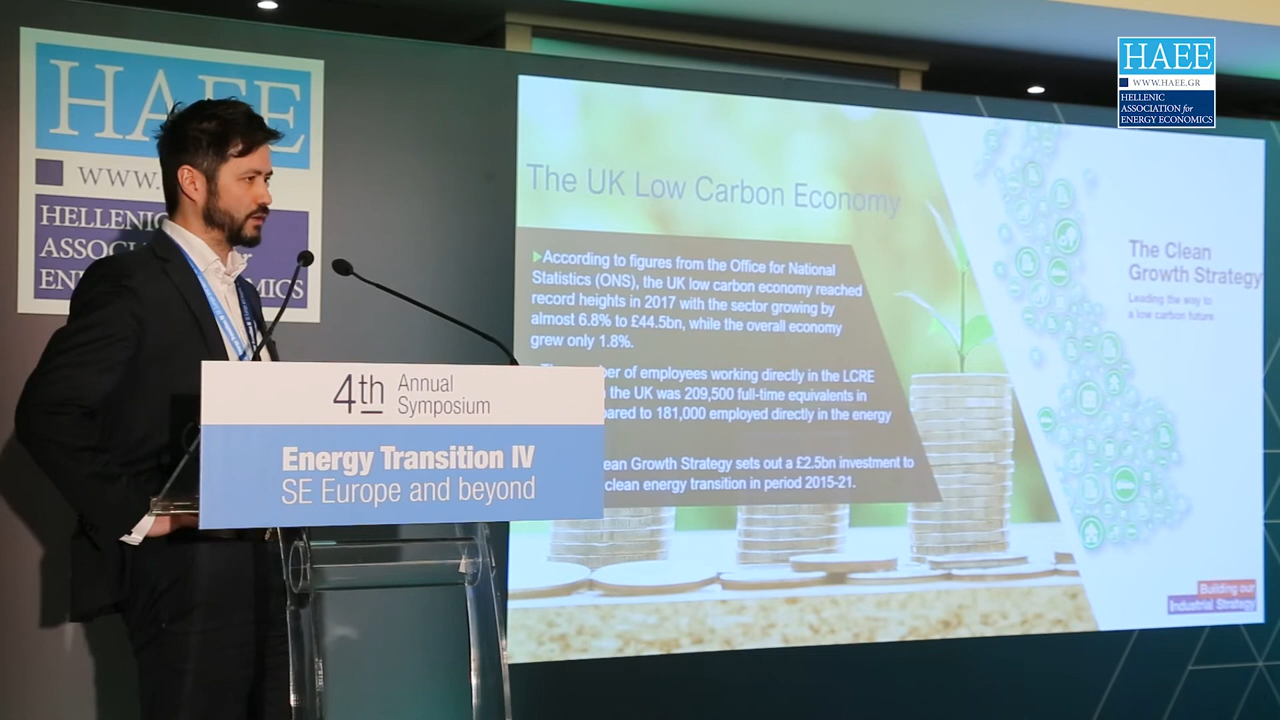 HAEE
WWW.
HELLENIC
ENERGY ECONOMICS
HAEE
WWW.HAEE.GR
HELLENIC
ASSOCIATION for
ENERGY ECONOMICS
The UK Low Carbon Economy
According to figures from the Office for National
Statistics (ONS), the UK low carbon economy reached
record heights in 2017 with the sector growing by
almost 6.8% to £44.5bn, while the overall economy
grew only 1.8%.
of employees working directly in the LCRE
the UK was 209,500 full-time equivalents in
to 181,000 employed directly in the energy
Growth Strategy sets out a £2.5bn investment to
clean energy transition in period 2015-21.
The Clean
Growth Strategy
Leading the way to
a low carbon future
Building our
Industrial Strategy
4th Annual
Symposium
Energy Transition IV
SE Europe and beyond